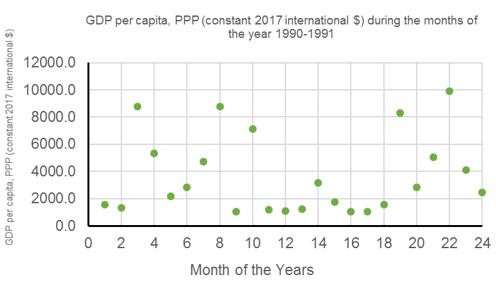 GDP per capita, PPP (constant 2017 international $) during the months of
the year 1990-1991
GDP per capita, PPP (constant 2017 international $)
12000.0
10000.0
8000.0
6000.0
4000.0
2000.0
0.0
0 2 4 6 8 10 12 14 16 18 20 22 24
Month of the Years